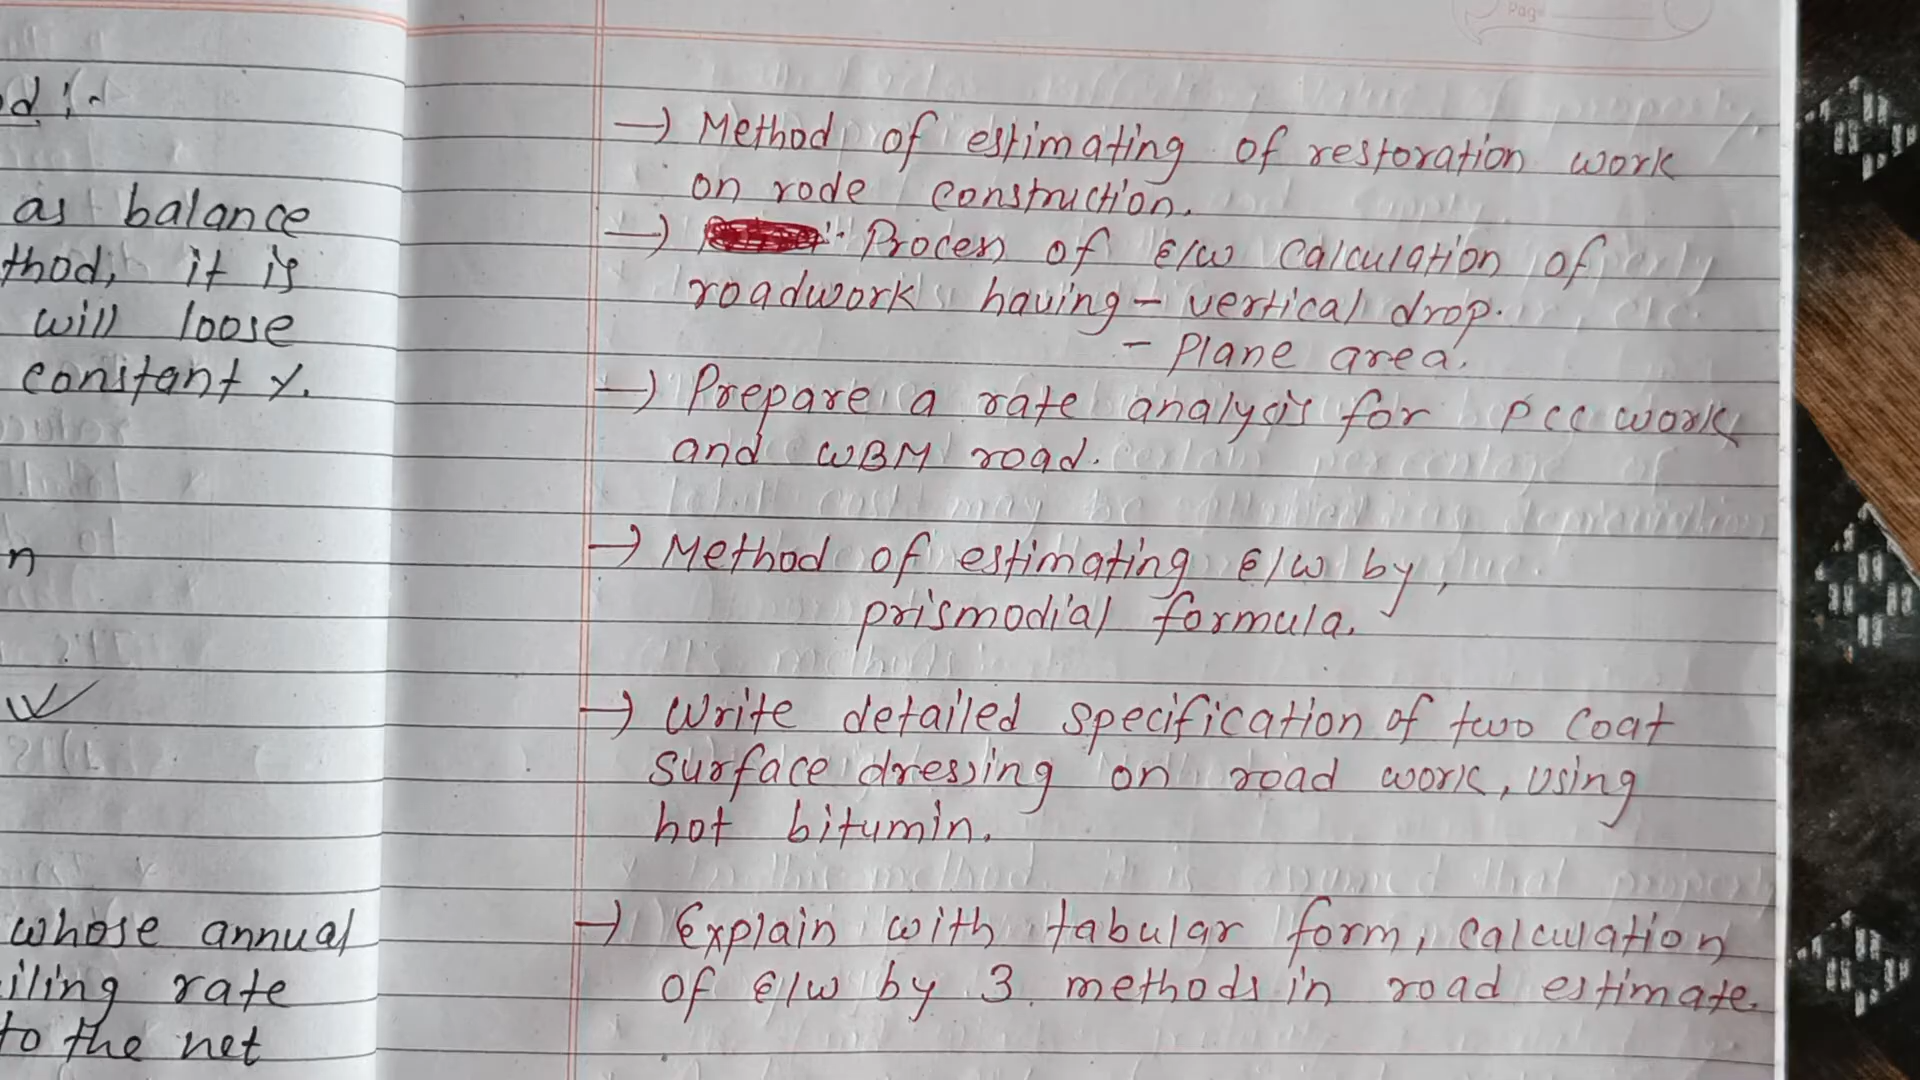 Page
d :-
as balance
thod, it is
will loose
constant %.
n
whose annual
iling rate
to the net
→ Method of estimating of restoration work
on rode construction.
→ Process of E/W calculation of
roadwork having - vertical drop.
- Plane area.
→ Prepare a rate analysis for PCC work
and WBM road.
→ Method of estimating E/W by,
prismodial formula.
→ Write detailed specification of two coat
surface dressing on road work, using
hot bitumin.
→ Explain with tabular form, calculation
of E/W by 3 methods in road estimate.